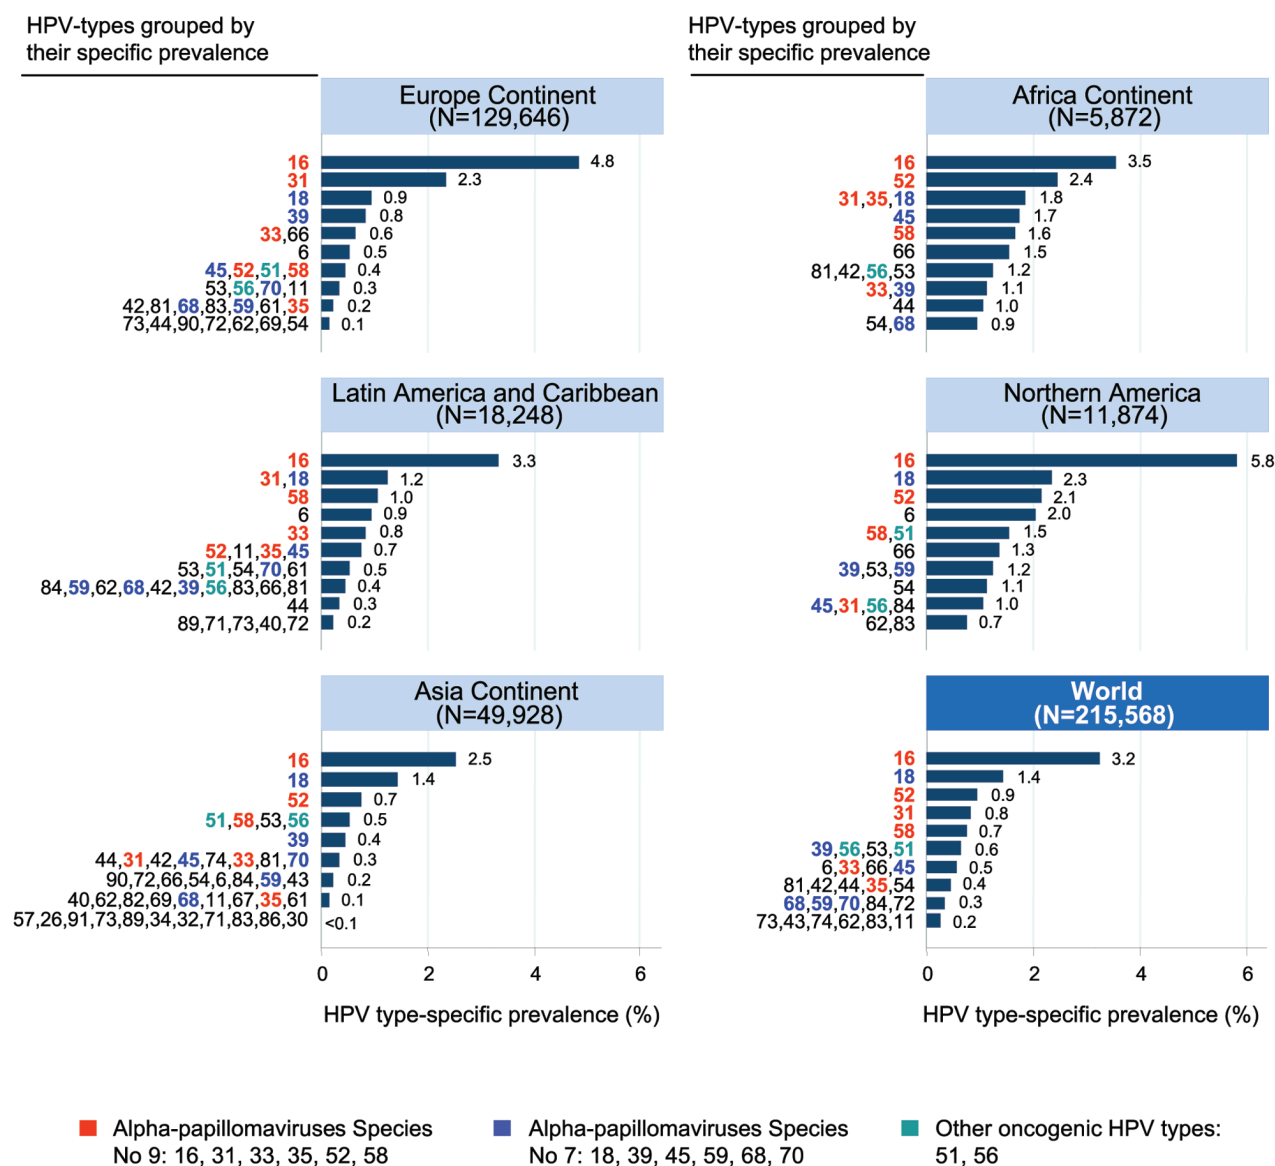 HPV-types grouped by
their specific prevalence
Europe Continent
(N=129,646)
16 4.8
31 2.3
18 0.9
39 0.8
33,66 0.6
6 0.5
45,52,51,58 0.4
53,56,70,11 0.3
42,81,68,83,59,61,35 0.2
73,44,90,72,62,69,54 0.1
Latin America and Caribbean
(N=18,248)
16 3.3
31,18 1.2
58 1.0
6 0.9
33 0.8
52,11,35,45 0.7
53,51,54,70,61 0.5
84,59,62,68,42,39,56,83,66,81 0.4
44 0.3
89,71,73,40,72 0.2
Asia Continent
(N=49,928)
16 2.5
18 1.4
52 0.7
51,58,53,56 0.5
39 0.4
44,31,42,45,74,33,81,70 0.3
90,72,66,54,6,84,59,43 0.2
40,62,82,69,68,11,67,35,61 0.1
57,26,91,73,89,34,32,71,83,86,30 <0.1
0 2 4 6
HPV type-specific prevalence (%)
HPV-types grouped by
their specific prevalence
Africa Continent
(N=5,872)
16 3.5
52 2.4
31,35,18 1.8
45 1.7
58 1.6
66 1.5
81,42,56,53 1.2
33,39 1.1
44 1.0
54,68 0.9
Northern America
(N=11,874)
16 5.8
18 2.3
52 2.1
6 2.0
58,51 1.5
66 1.3
39,53,59 1.2
54 1.1
45,31,56,84 1.0
62,83 0.7
World
(N=215,568)
16 3.2
18 1.4
52 0.9
31 0.8
58 0.7
39,56,53,51 0.6
6,33,66,45 0.5
81,42,44,35,54 0.4
68,59,70,84,72 0.3
73,43,74,62,83,11 0.2
0 2 4 6
HPV type-specific prevalence (%)
Alpha-papillomaviruses Species
No 9: 16, 31, 33, 35, 52, 58
Alpha-papillomaviruses Species
No 7: 18, 39, 45, 59, 68, 70
Other oncogenic HPV types:
51, 56